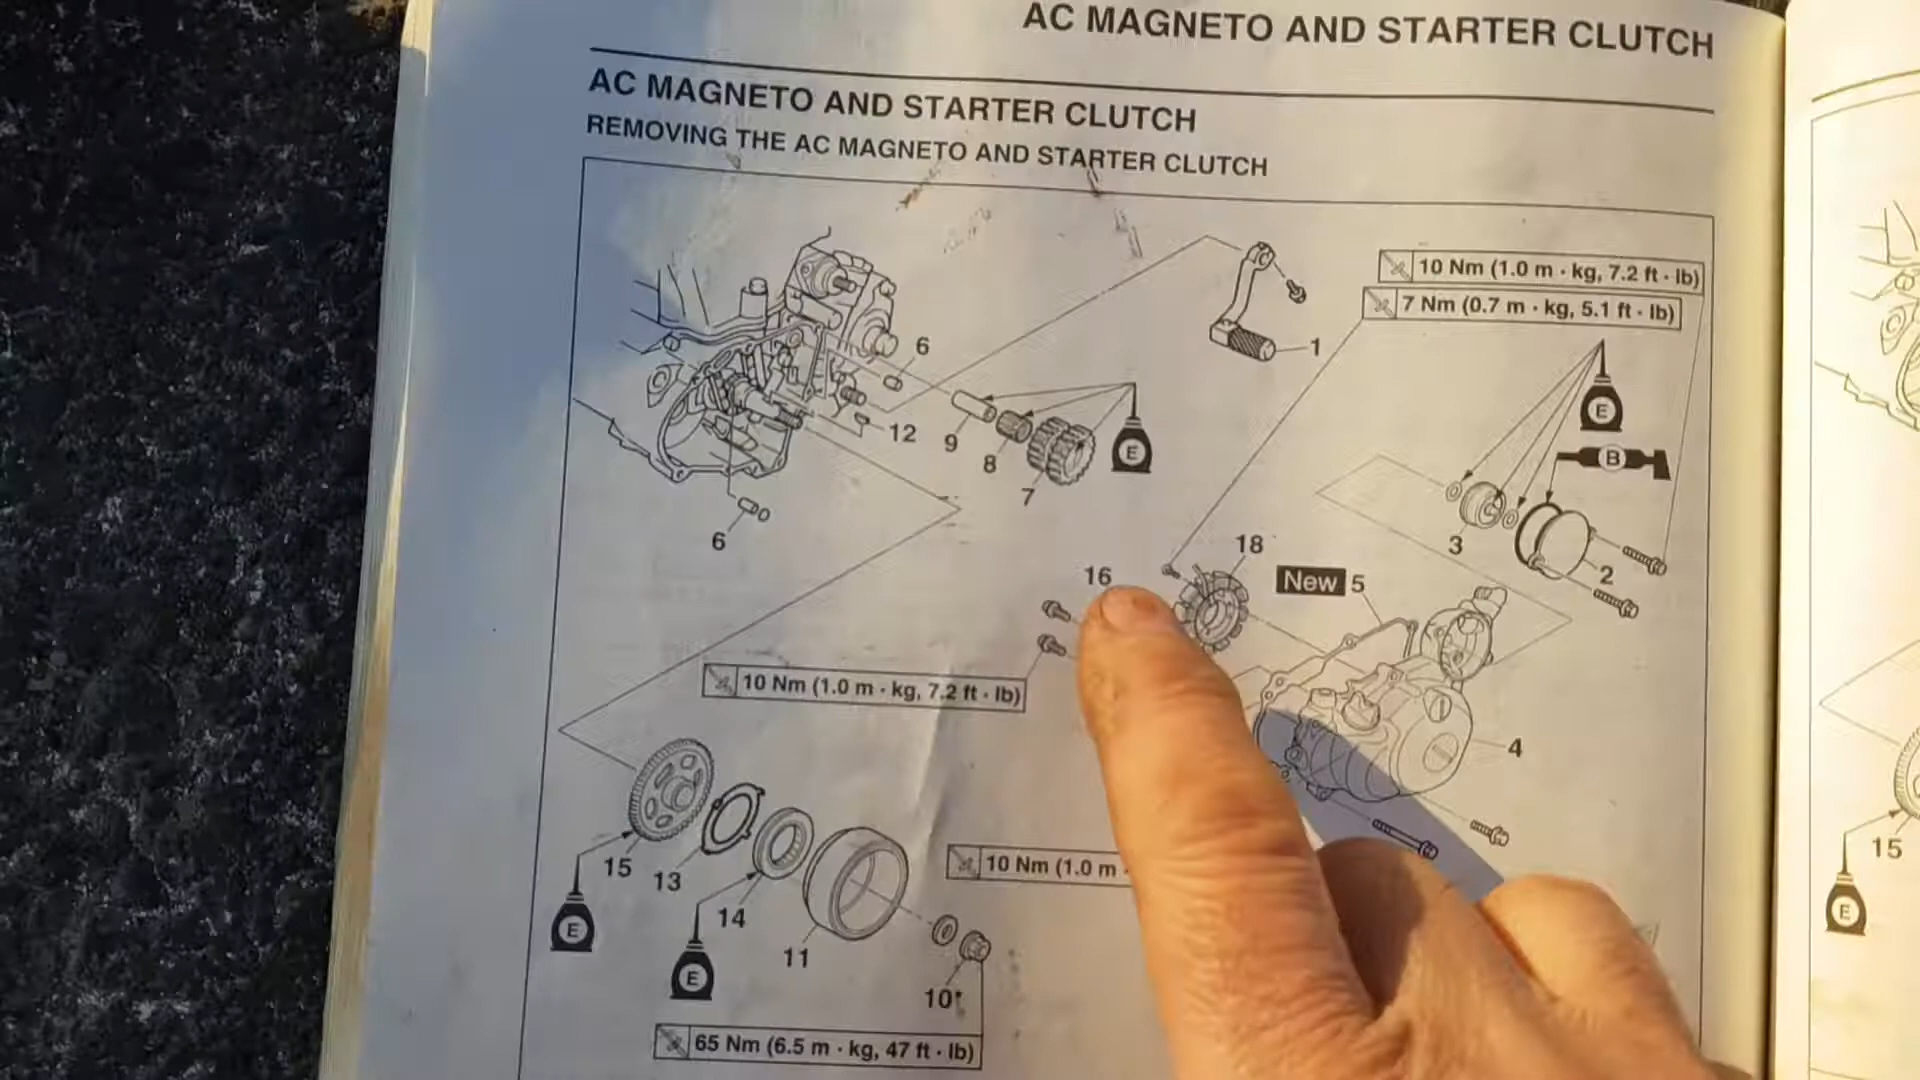 AC MAGNETO AND STARTER CLUTCH
AC MAGNETO AND STARTER CLUTCH
REMOVING THE AC MAGNETO AND STARTER CLUTCH
10 Nm (1.0 m · kg, 7.2 ft · lb)
7 Nm (0.7 m · kg, 5.1 ft · lb)
1
6
E
12
9
8
7
E
B
3
2
6
18
16
New 5
10 Nm (1.0 m · kg, 7.2 ft · lb)
4
15
13
14
11
10 Nm (1.0 m ·
E
E
10
65 Nm (6.5 m · kg, 47 ft · lb)
15
E